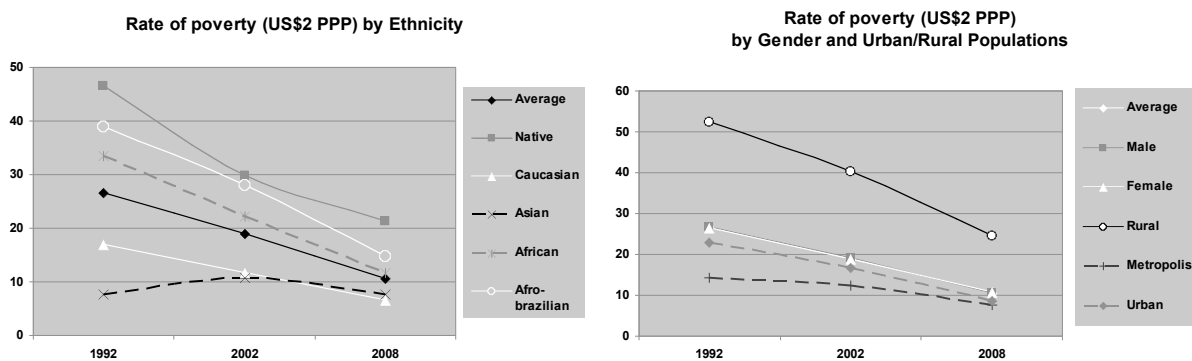 Rate of poverty (US$2 PPP) by Ethnicity
50
40
30
20
10
0
1992
2002
2008
Average
Native
Caucasian
Asian
African
Afro-
brazilian
Rate of poverty (US$2 PPP)
by Gender and Urban/Rural Populations
60
50
40
30
20
10
0
1992
2002
2008
Average
Male
Female
Rural
Metropolis
Urban